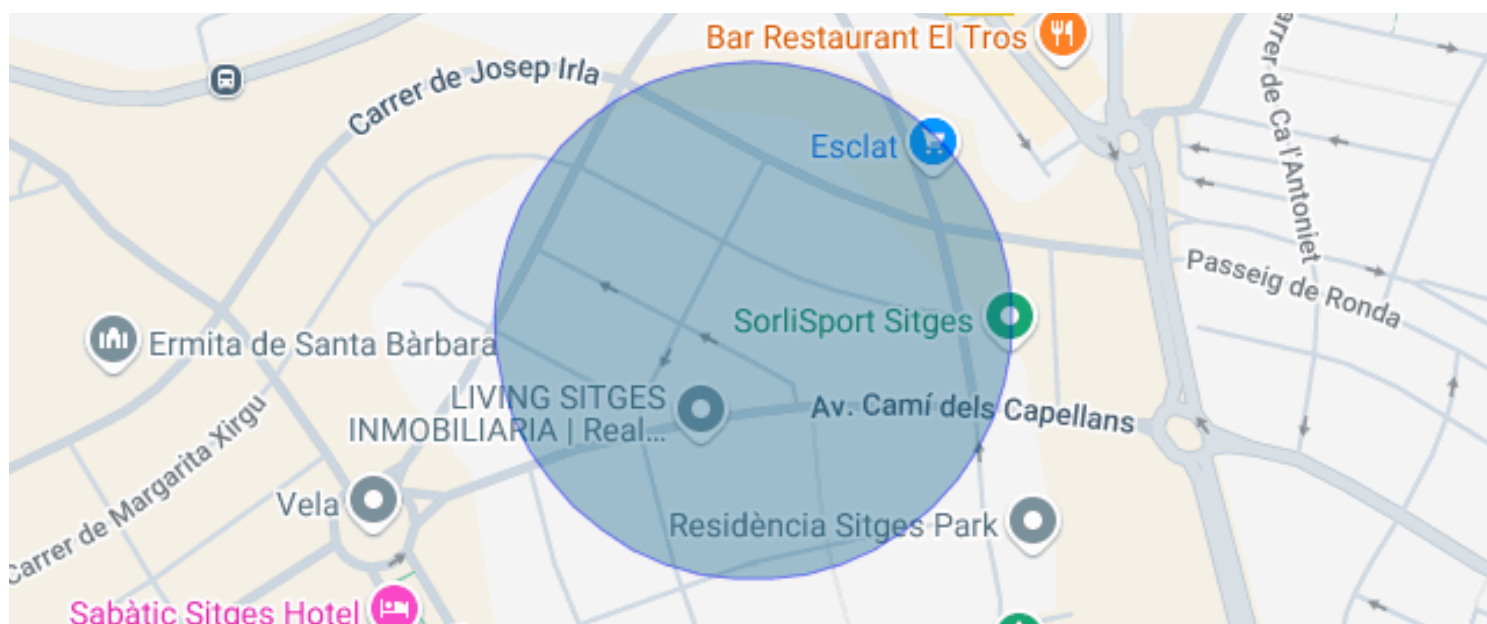 Bar Restaurant El Tros
Carrer de Josep Irla
Esclat
Carrer de Ca l'Antoniet
Passeig de Ronda
SorliSport Sitges
Ermita de Santa Bàrbara
LIVING SITGES
INMOBILIARIA | Real...
Av. Camí dels Capellans
Carrer de Margarita Xirgu
Vela
Residència Sitges Park
Sabàtic Sitges Hotel